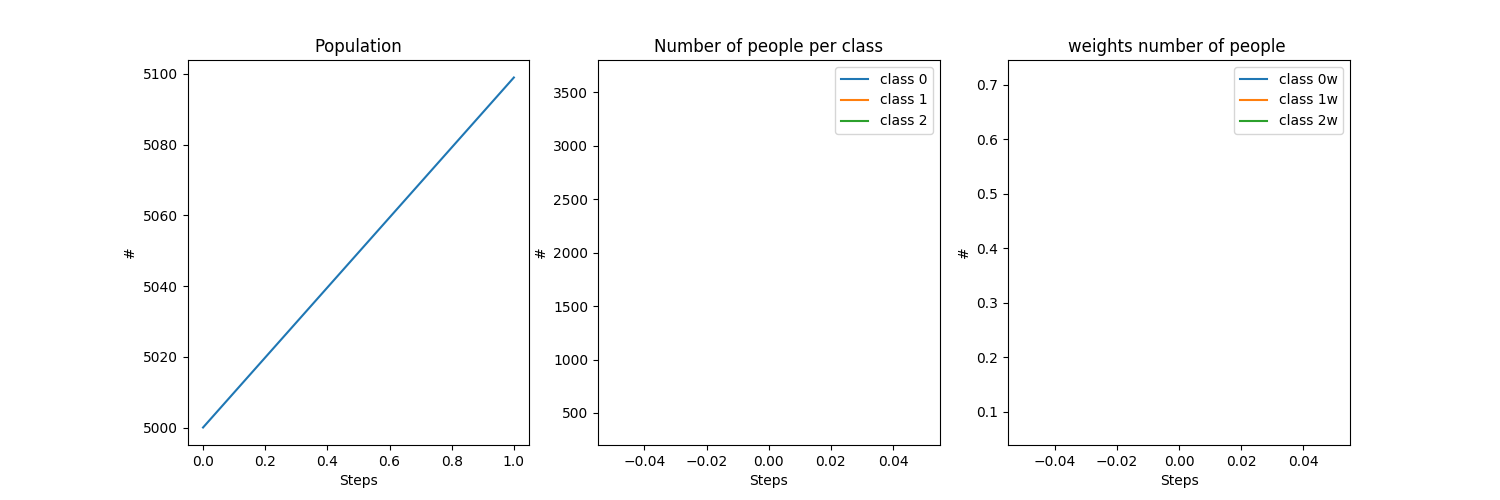 Population
5100
5080
5060
5040
5020
5000
#
0.0 0.2 0.4 0.6 0.8 1.0
Steps
Number of people per class
class 0
class 1
class 2
3500
3000
2500
2000
1500
1000
500
#
−0.04 −0.02 0.00 0.02 0.04
Steps
weights number of people
class 0w
class 1w
class 2w
0.7
0.6
0.5
0.4
0.3
0.2
0.1
#
−0.04 −0.02 0.00 0.02 0.04
Steps